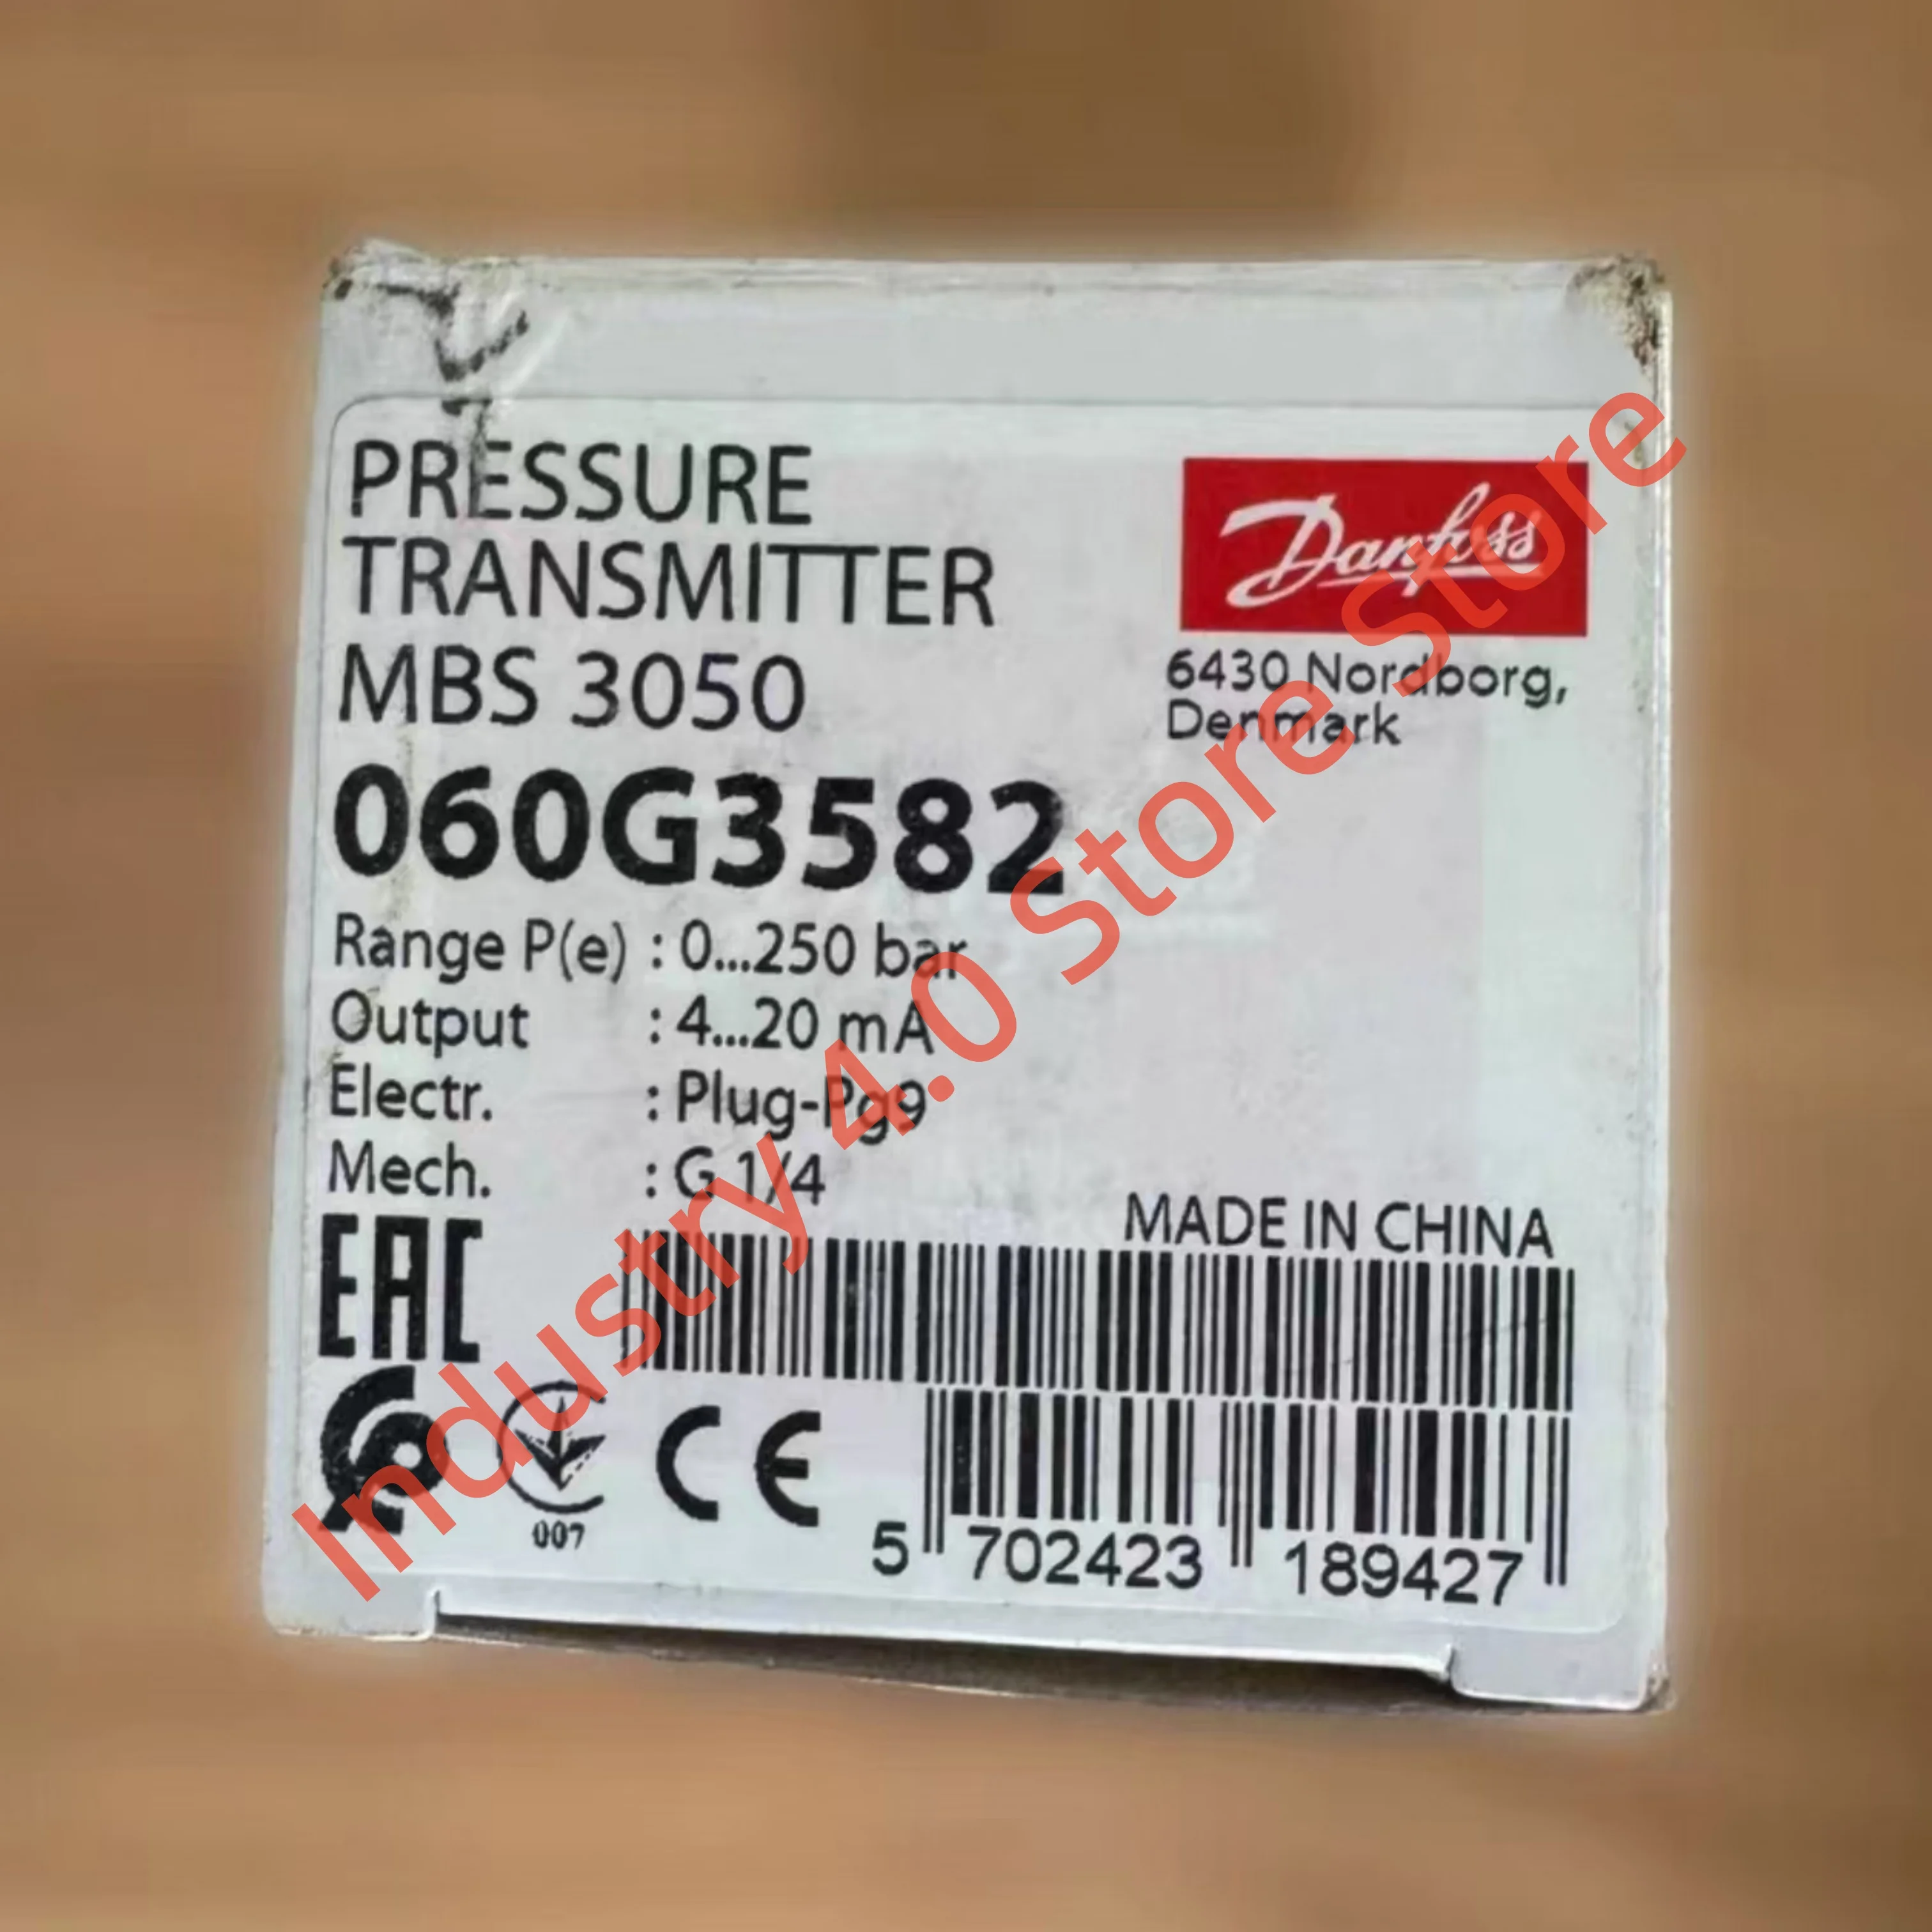 PRESSURE
TRANSMITTER
MBS 3050
060G3582
Danfoss
6430 Nordborg,
Denmark
Range P(e) : 0...250 bar
Output : 4...20 mA
Electr. : Plug-Pg9
Mech. : G 1/4
MADE IN CHINA
EAC
007
CE
5 702423 189427
Industry 4.0 Store Store